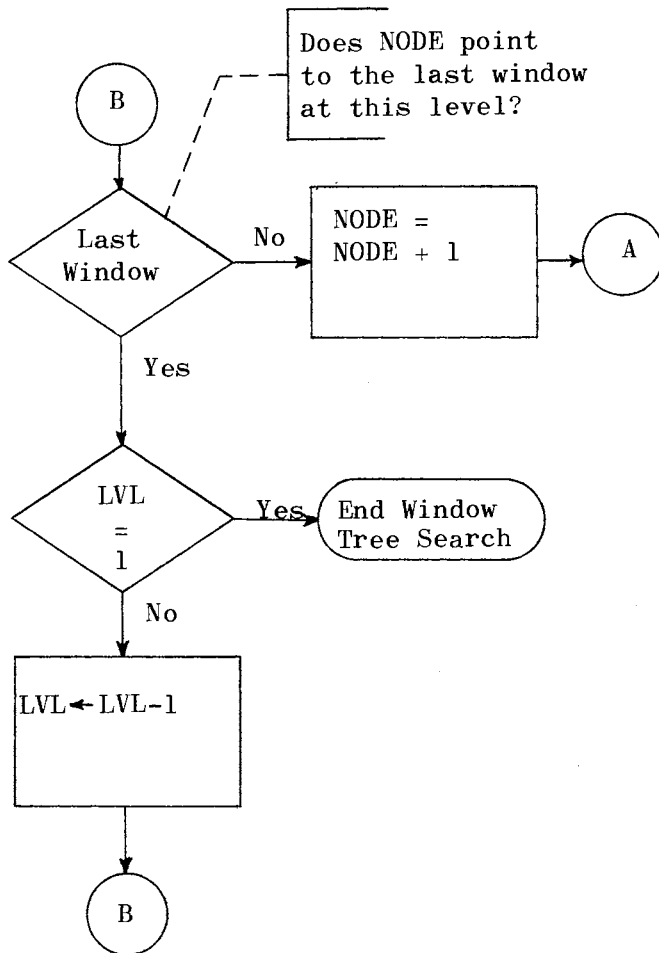 Does NODE point
to the last window
at this level?
B
Last
Window
No
NODE =
NODE + 1
A
Yes
LVL
=
1
Yes
End Window
Tree Search
No
LVL←LVL-1
B